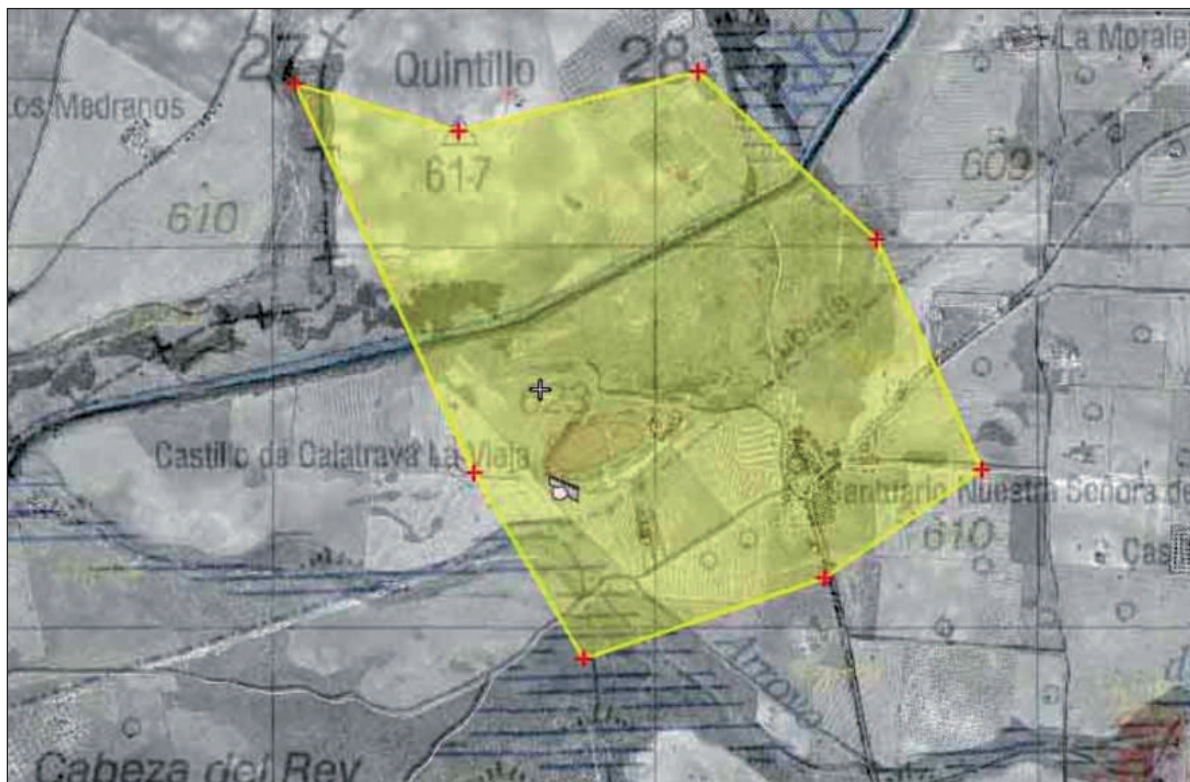 27
Quintillo
28
La Morale
Los Medranos
617
609
610
623
Castillo de Calatrava La Vieja
Santuario Nuestra Señora de
610
Cas
Arroyo
d
Cabeza del Rey